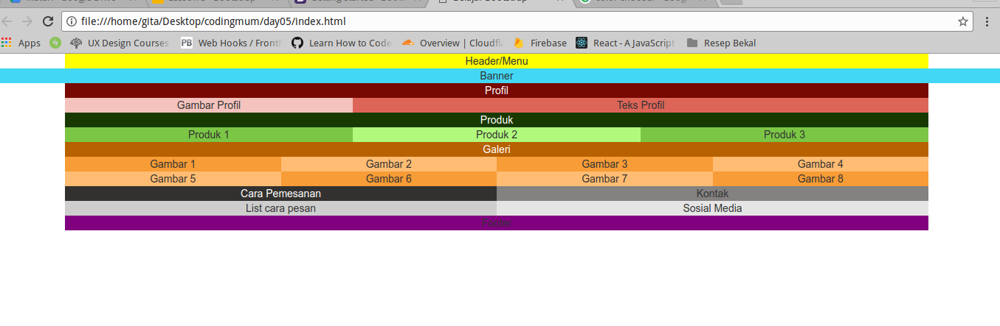 file:///home/gita/Desktop/codingmum/day05/index.html
Apps UX Design Courses PB Web Hooks / Front Learn How to Code Overview | Cloudfl Firebase React - A JavaScript Resep Bekal
Header/Menu
Banner
Profil
Gambar Profil Teks Profil
Produk
Produk 1 Produk 2 Produk 3
Galeri
Gambar 1 Gambar 2 Gambar 3 Gambar 4
Gambar 5 Gambar 6 Gambar 7 Gambar 8
Cara Pemesanan Kontak
List cara pesan Sosial Media
Footer